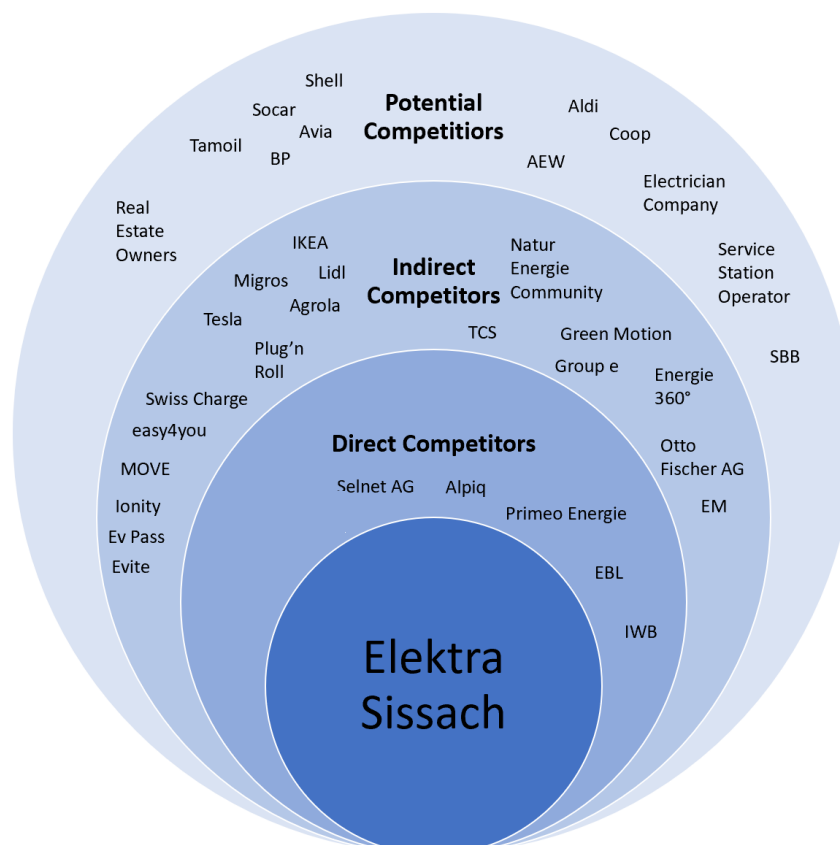 Shell
Potential
Competitiors
Socar
Avia
Tamoil
BP
Aldi
Coop
AEW
Electrician
Company
Real
Estate
Owners
Service
Station
Operator
SBB
IKEA
Indirect
Competitors
Lidl
Migros
Agrola
Tesla
Plug’n
Roll
Natur
Energie
Community
TCS
Green Motion
Group e
Energie
360°
Swiss Charge
easy4you
MOVE
Ionity
Ev Pass
Evite
Otto
Fischer AG
EM
Direct Competitors
Selnet AG
Alpiq
Primeo Energie
EBL
IWB
Elektra
Sissach